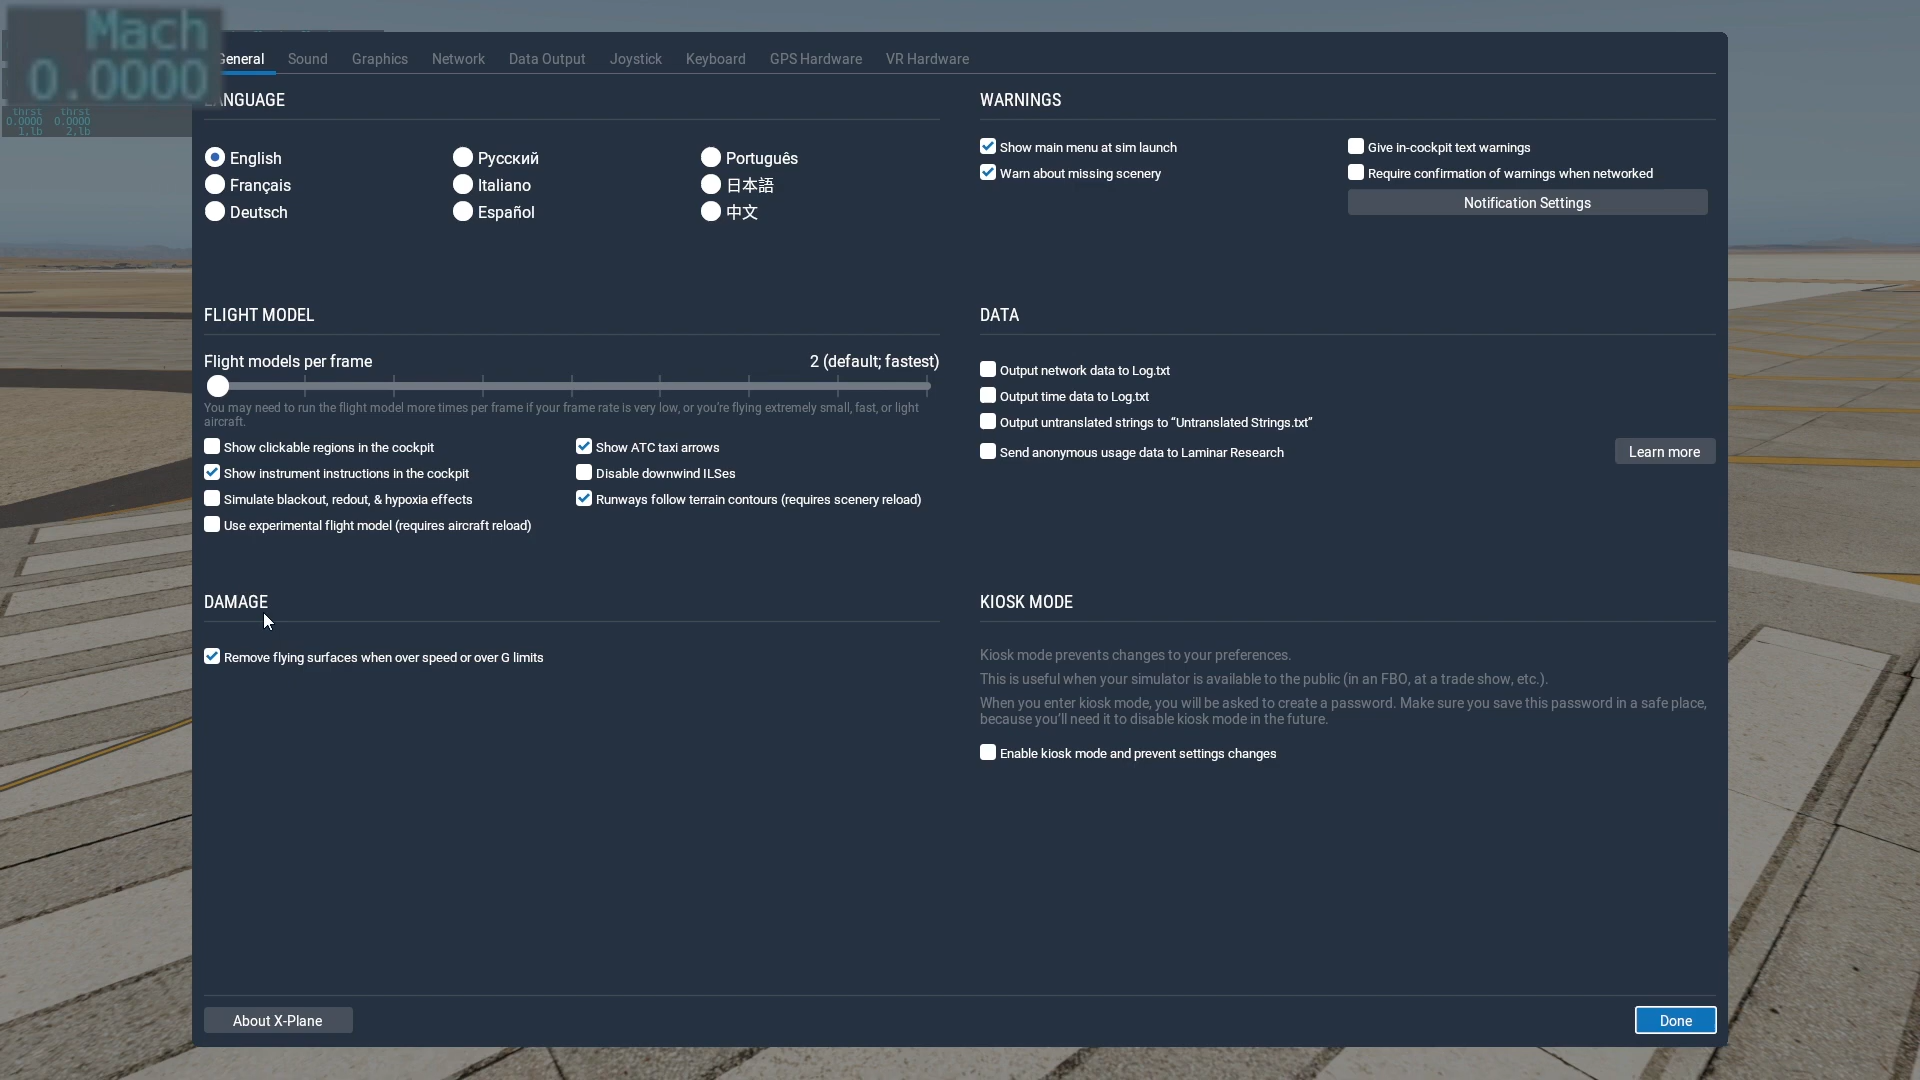 Mach
0.0000
thrst thrst
0.0000 0.0000
1,lb 2,lb
General Sound Graphics Network Data Output Joystick Keyboard GPS Hardware VR Hardware
LANGUAGE
English Русский Português
Français Italiano 日本語
Deutsch Español 中文
WARNINGS
Show main menu at sim launch Give in-cockpit text warnings
Warn about missing scenery Require confirmation of warnings when networked
Notification Settings
FLIGHT MODEL
Flight models per frame 2 (default; fastest)
You may need to run the flight model more times per frame if your frame rate is very low, or you’re flying extremely small, fast, or light
aircraft.
Show clickable regions in the cockpit Show ATC taxi arrows
Show instrument instructions in the cockpit Disable downwind ILSes
Simulate blackout, redout, & hypoxia effects Runways follow terrain contours (requires scenery reload)
Use experimental flight model (requires aircraft reload)
DATA
Output network data to Log.txt
Output time data to Log.txt
Output untranslated strings to “Untranslated Strings.txt”
Send anonymous usage data to Laminar Research Learn more
DAMAGE
Remove flying surfaces when over speed or over G limits
KIOSK MODE
Kiosk mode prevents changes to your preferences.
This is useful when your simulator is available to the public (in an FBO, at a trade show, etc.).
When you enter kiosk mode, you will be asked to create a password. Make sure you save this password in a safe place,
because you’ll need it to disable kiosk mode in the future.
Enable kiosk mode and prevent settings changes
About X-Plane Done